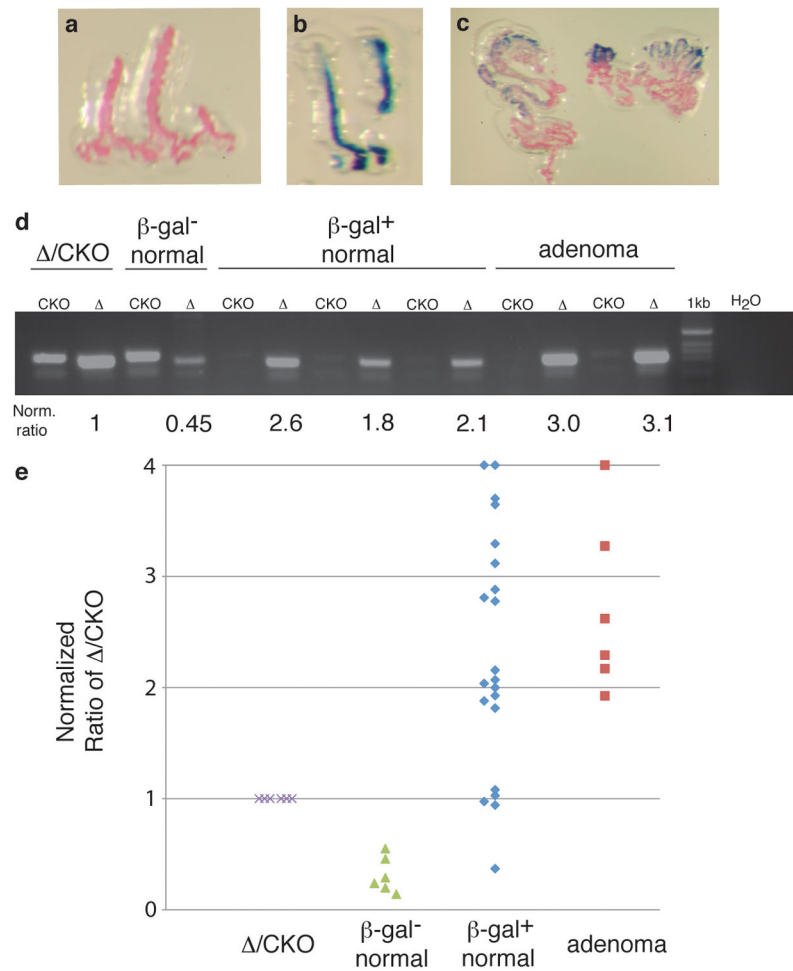 a
b
c
d
Δ/CKO
β-gal-
normal
β-gal+
normal
adenoma
CKO Δ CKO Δ CKO Δ CKO Δ CKO Δ CKO Δ CKO Δ 1kb H2O
Norm.
ratio
1 0.45 2.6 1.8 2.1 3.0 3.1
e
Normalized
Ratio of Δ/CKO
4
3
2
1
0
Δ/CKO
β-gal-
normal
β-gal+
normal
adenoma